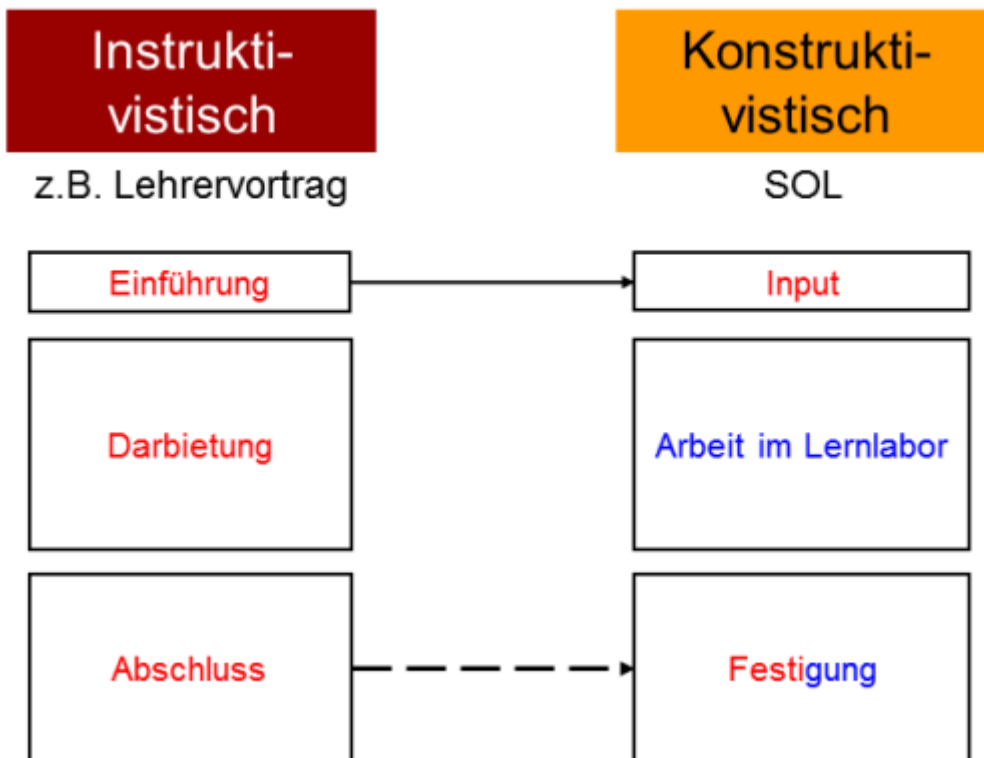 Instrukti-
vistisch
Konstrukti-
vistisch
z.B. Lehrervortrag
SOL
Einführung
Input
Darbietung
Arbeit im Lernlabor
Abschluss
Festigung